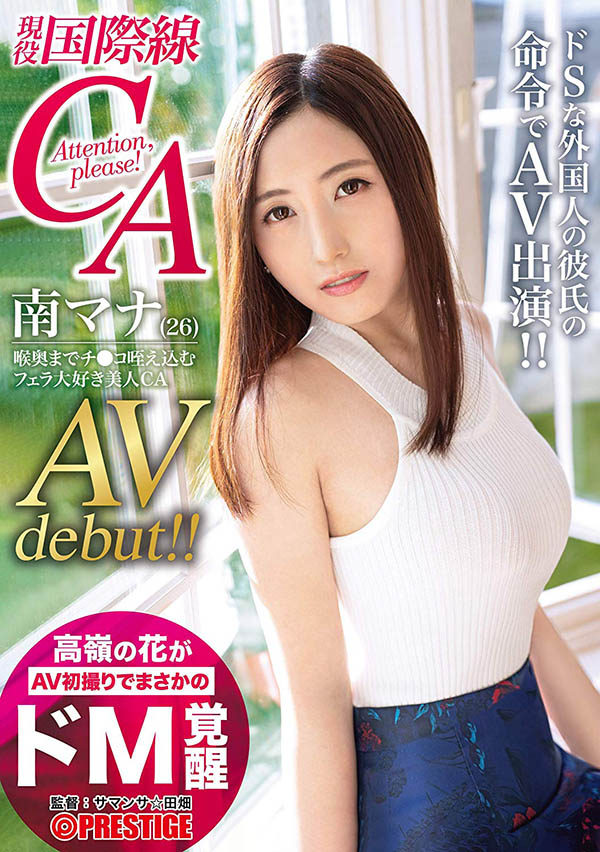 現役国際線
CA
Attention,
please!
ドSな外国人の彼氏の
命令でAV出演!!
南マナ(26)
喉奥までチ●コ咥え込む
フェラ大好き美人CA
AV
debut!!
高嶺の花が
AV初撮りでまさかの
ドM覚醒
監督：サマンサ☆田畑
PRESTIGE